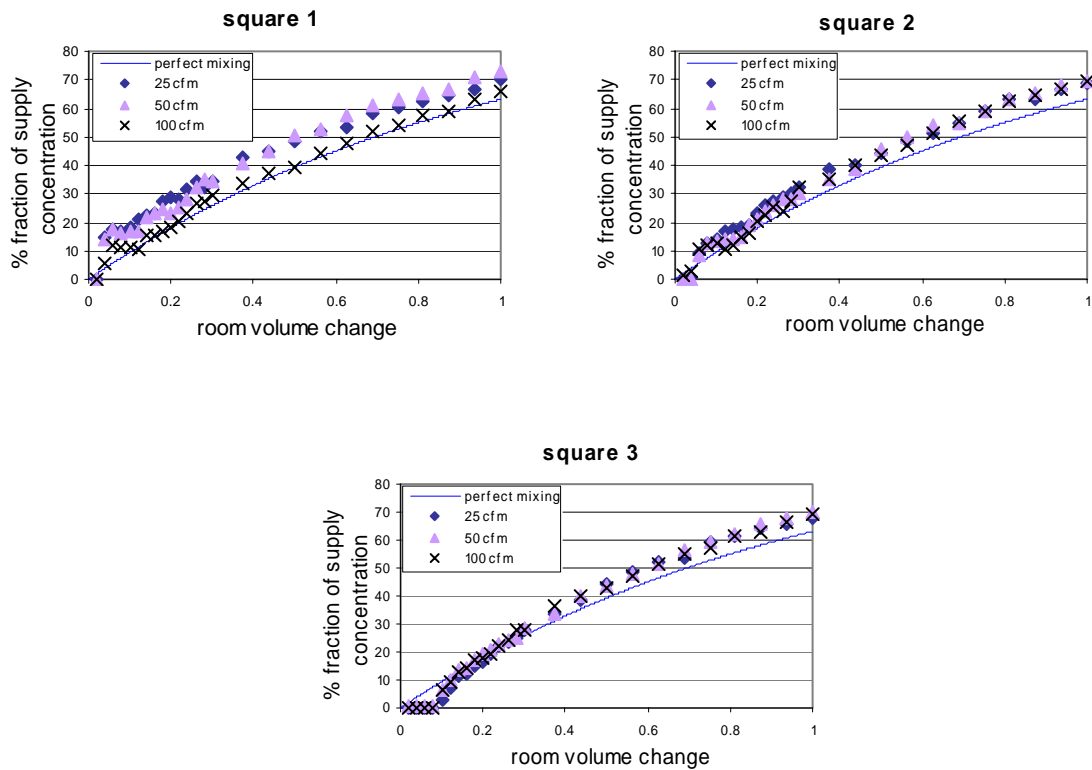 square 1
80
70
60
50
40
30
20
10
0
% fraction of supply
concentration
perfect mixing
25 cfm
50 cfm
100 cfm
0 0.2 0.4 0.6 0.8 1
room volume change
square 2
80
70
60
50
40
30
20
10
0
% fraction of supply
concentration
perfect mixing
25 cfm
50 cfm
100 cfm
0 0.2 0.4 0.6 0.8 1
room volume change
square 3
80
70
60
50
40
30
20
10
0
% fraction of supply
concentration
perfect mixing
25 cfm
50 cfm
100 cfm
0 0.2 0.4 0.6 0.8 1
room volume change